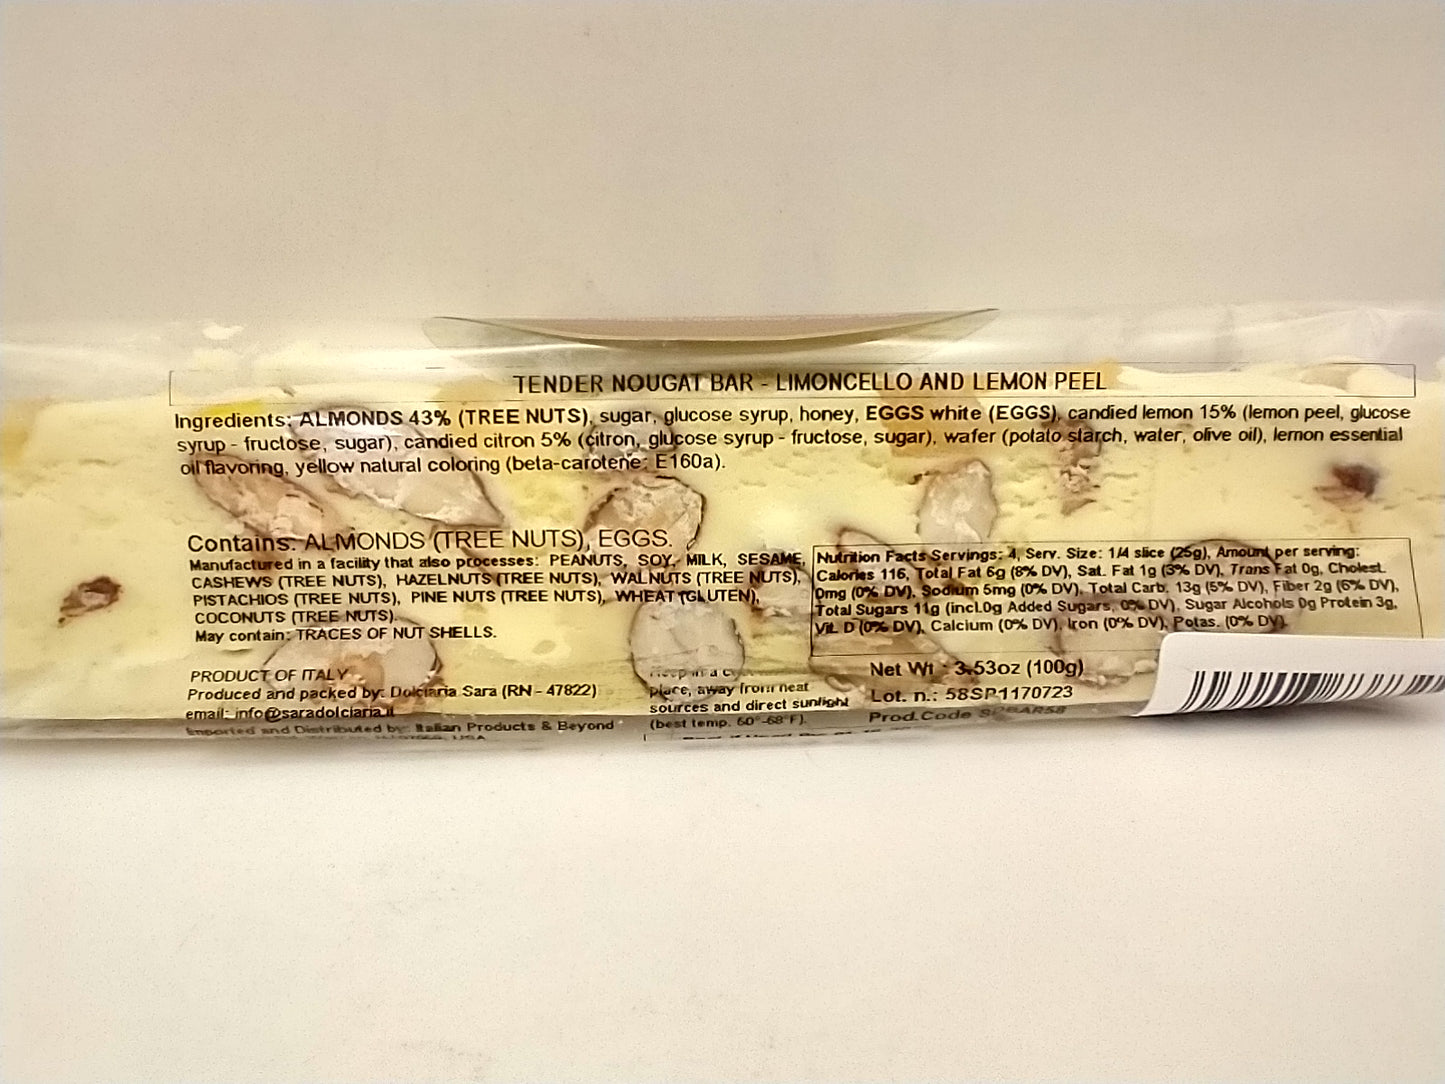 TENDER NOUGAT BAR - LIMONCELLO AND LEMON PEEL
Ingredients: ALMONDS 43% (TREE NUTS), sugar, glucose syrup, honey, EGGS white (EGGS), candied lemon 15% (lemon peel, glucose
syrup - fructose, sugar), candied citron 5% (citron, glucose syrup - fructose, sugar), wafer (potato starch, water, olive oil), lemon essential
oil flavoring, yellow natural coloring (beta-carotene: E160a).
Contains: ALMONDS (TREE NUTS), EGGS.
Manufactured in a facility that also processes: PEANUTS, SOY, MILK, SESAME,
CASHEWS (TREE NUTS), HAZELNUTS (TREE NUTS), WALNUTS (TREE NUTS),
PISTACHIOS (TREE NUTS), PINE NUTS (TREE NUTS), WHEAT (GLUTEN),
COCONUTS (TREE NUTS).
May contain: TRACES OF NUT SHELLS.
Nutrition Facts Servings: 4, Serv. Size: 1/4 slice (25g), Amount per serving:
Calories 116, Total Fat 6g (8% DV), Sat. Fat 1g (3% DV), Trans Fat 0g, Cholest.
0mg (0% DV), Sodium 5mg (0% DV), Total Carb. 13g (5% DV), Fiber 2g (6% DV),
Total Sugars 11g (incl.0g Added Sugars, 0% DV), Sugar Alcohols 0g Protein 3g,
Vit. D (0% DV), Calcium (0% DV), Iron (0% DV), Potas. (0% DV).
PRODUCT OF ITALY
Produced and packed by: Dolciaria Sara (RN - 47822)
email: info@saradolciaria.it
Imported and Distributed by: Italian Products & Beyond
USA
Keep in a
place, away from heat
sources and direct sunlight
(best temp. 60°-68°F).
Net Wt : 3.53oz (100g)
Lot. n.: 58SP1170723
Prod.Code